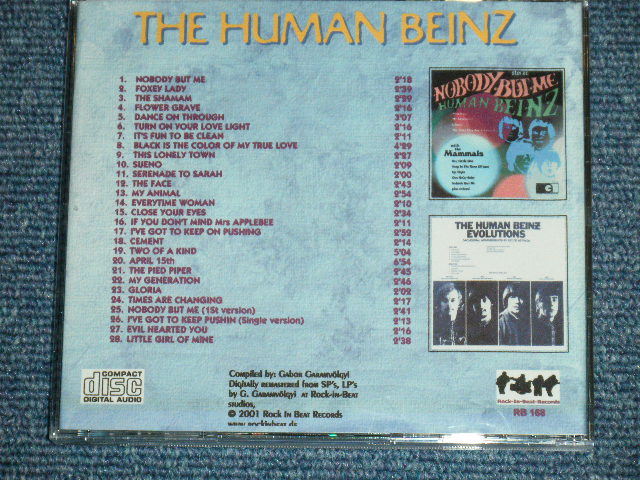 THE HUMAN BEINZ
1. NOBODY BUT ME 2'18
2. FOXEY LADY 2'39
3. THE SHAMAM 2'29
4. FLOWER GRAVE 2'16
5. DANCE ON THROUGH 3'07
6. TURN ON YOUR LOVE LIGHT 2'16
7. IT'S FUN TO BE CLEAN 2'11
8. BLACK IS THE COLOR OF MY TRUE LOVE 4'29
9. THIS LONELY TOWN 2'27
10. SUENO 2'09
11. SERENADE TO SARAH 2'00
12. THE FACE 2'43
13. MY ANIMAL 2'54
14. EVERYTIME WOMAN 2'10
15. CLOSE YOUR EYES 2'34
16. IF YOU DON'T MIND MRs APPLEBEE 2'11
17. I'VE GOT TO KEEP ON PUSHING 2'52
18. CEMENT 2'14
19. TWO OF A KIND 5'04
20. APRIL 15th 6'54
21. THE PIED PIPER 2'45
22. MY GENERATION 2'46
23. GLORIA 2'02
24. TIMES ARE CHANGING 2'17
25. NOBODY BUT ME (1St version) 2'41
26. I'VE GOT TO KEEP PUSHIN (Single version) 2'13
27. EVIL HEARTED YOU 2'16
28. LITTLE GIRL OF MINE 2'38
NOBODY BUT ME
HUMAN BEINZ
with the
Mammals
THE HUMAN BEINZ
EVOLUTIONS
COMPACT
disc
DIGITAL AUDIO
Compiled by: Gabor Garamvölgyi
Digitally remastered from SP's, LP's
by G. Garamvölgyi at Rock-in-Beat
studios,
© 2001 Rock In Beat Records
www.rockinbeat.de
Rock-In-Beat-Records
RB 168